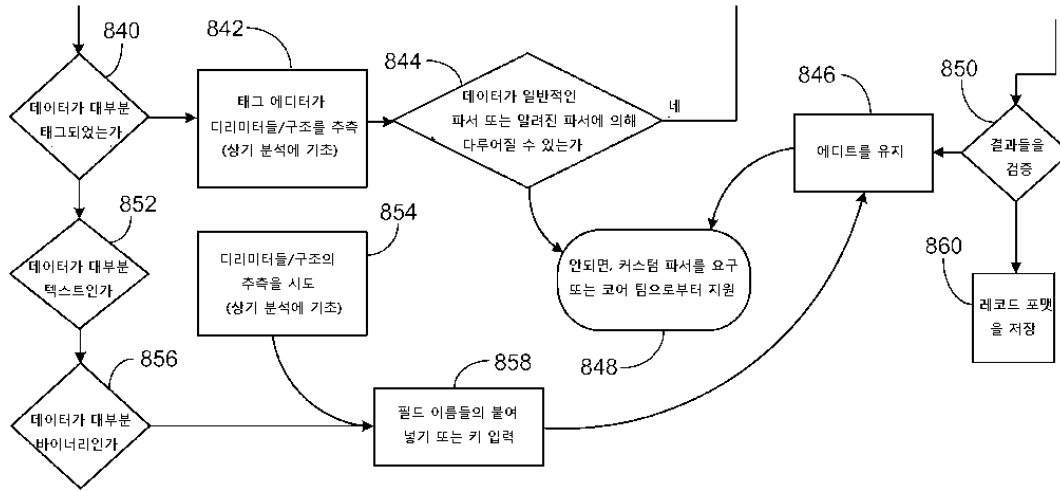 840
데이터가 대부분
태그되었는가
842
태그 에디터가
디리미터들/구조를 추측
(상기 분석에 기초)
844
데이터가 일반적인
파서 또는 알려진 파서에 의해
다루어질 수 있는가
네
846
에디트를 유지
850
결과들을
검증
852
데이터가 대부분
텍스트인가
854
디리미터들/구조의
추측을 시도
(상기 분석에 기초)
안되면, 커스텀 파서를 요구
또는 코어 팀으로부터 지원
848
860
레코드 포맷
을 저장
856
데이터가 대부분
바이너리인가
858
필드 이름들의 붙여
넣기 또는 키 입력